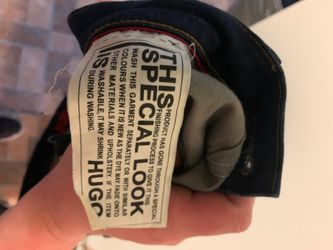 THIS PRODUCT HAS GONE THROUGH A SPECIAL
FINISHING PROCESS TO GIVE IT THIS
SPECIAL LOOK
WASH THIS GARMENT SEPARATELY OR WITH SIMILAR
COLOURS WHEN IT IS NEW AS THE DYE MAY FADE ONTO
OTHER MATERIALS AND UPHOLSTERY. IF THE ITEM
IS WASHABLE, IT MAY SHRINK
DURING WASHING. HUGO